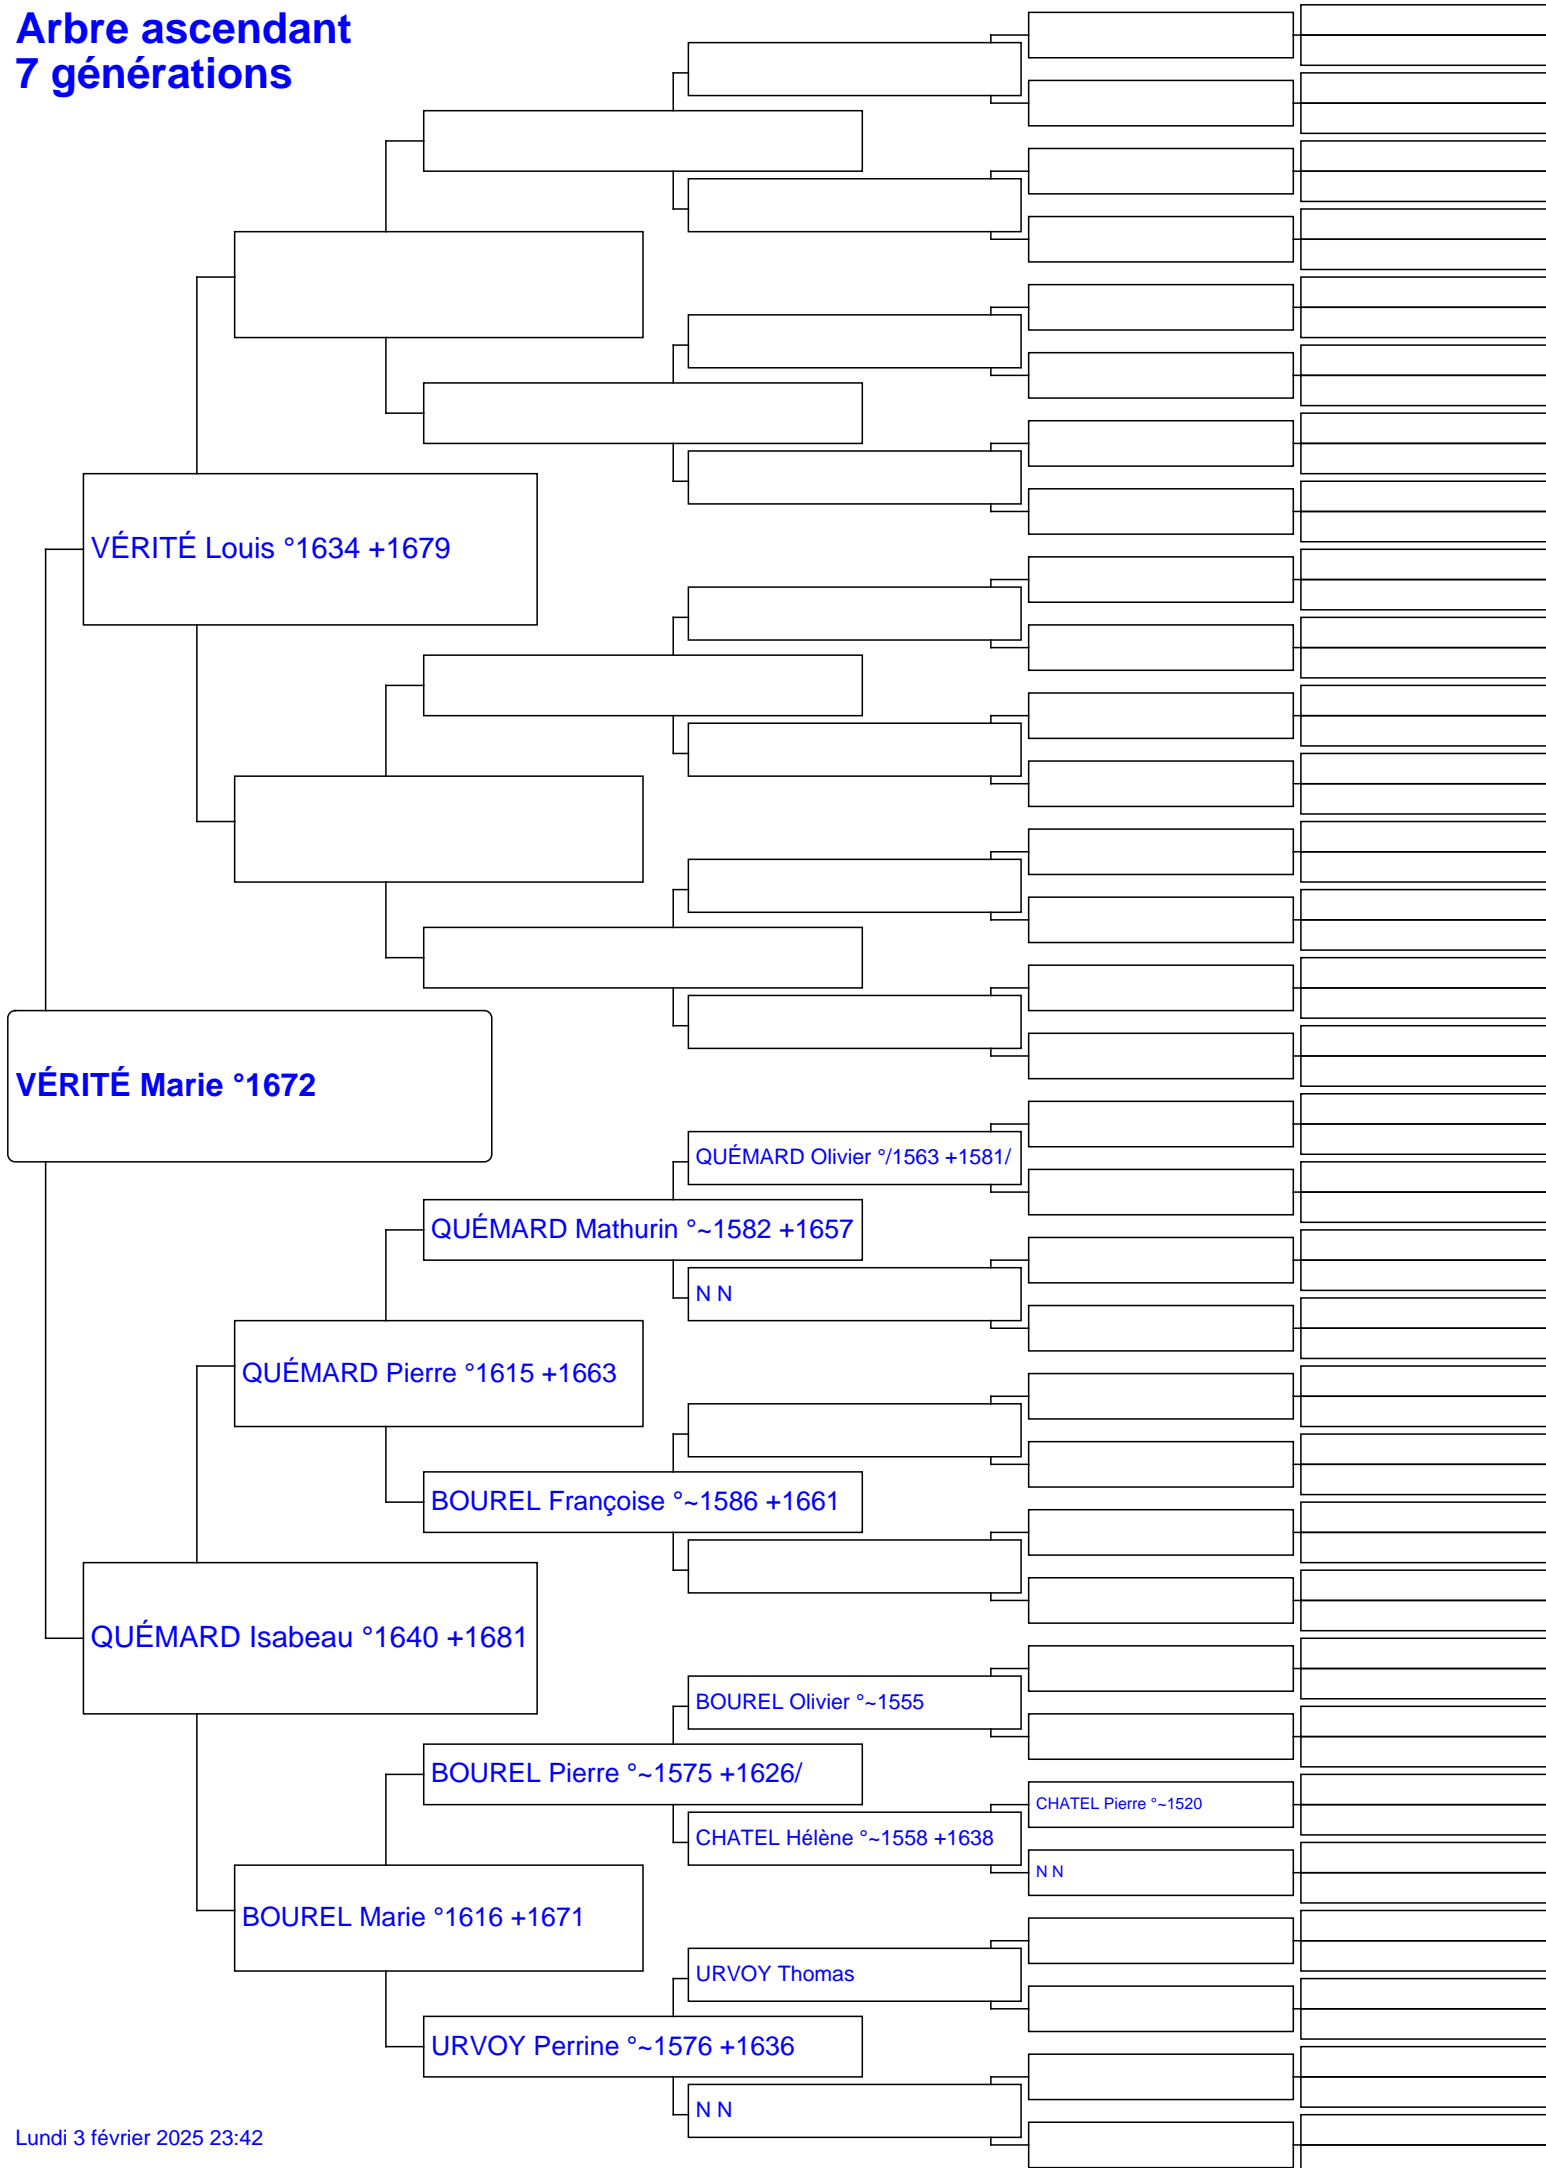 Arbre ascendant
7 générations
VÉRITÉ Louis °1634 +1679
VÉRITÉ Marie °1672
QUÉMARD Olivier °/1563 +1581/
QUÉMARD Mathurin °~1582 +1657
N N
QUÉMARD Pierre °1615 +1663
BOUREL Françoise °~1586 +1661
QUÉMARD Isabeau °1640 +1681
BOUREL Olivier °~1555
BOUREL Pierre °~1575 +1626/
CHATEL Pierre °~1520
CHATEL Hélène °~1558 +1638
N N
BOUREL Marie °1616 +1671
URVOY Thomas
URVOY Perrine °~1576 +1636
N N
Lundi 3 février 2025 23:42